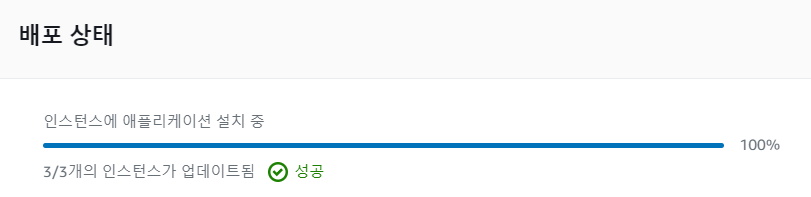 배포 상태
인스턴스에 애플리케이션 설치 중
100%
3/3개의 인스턴스가 업데이트됨 성공